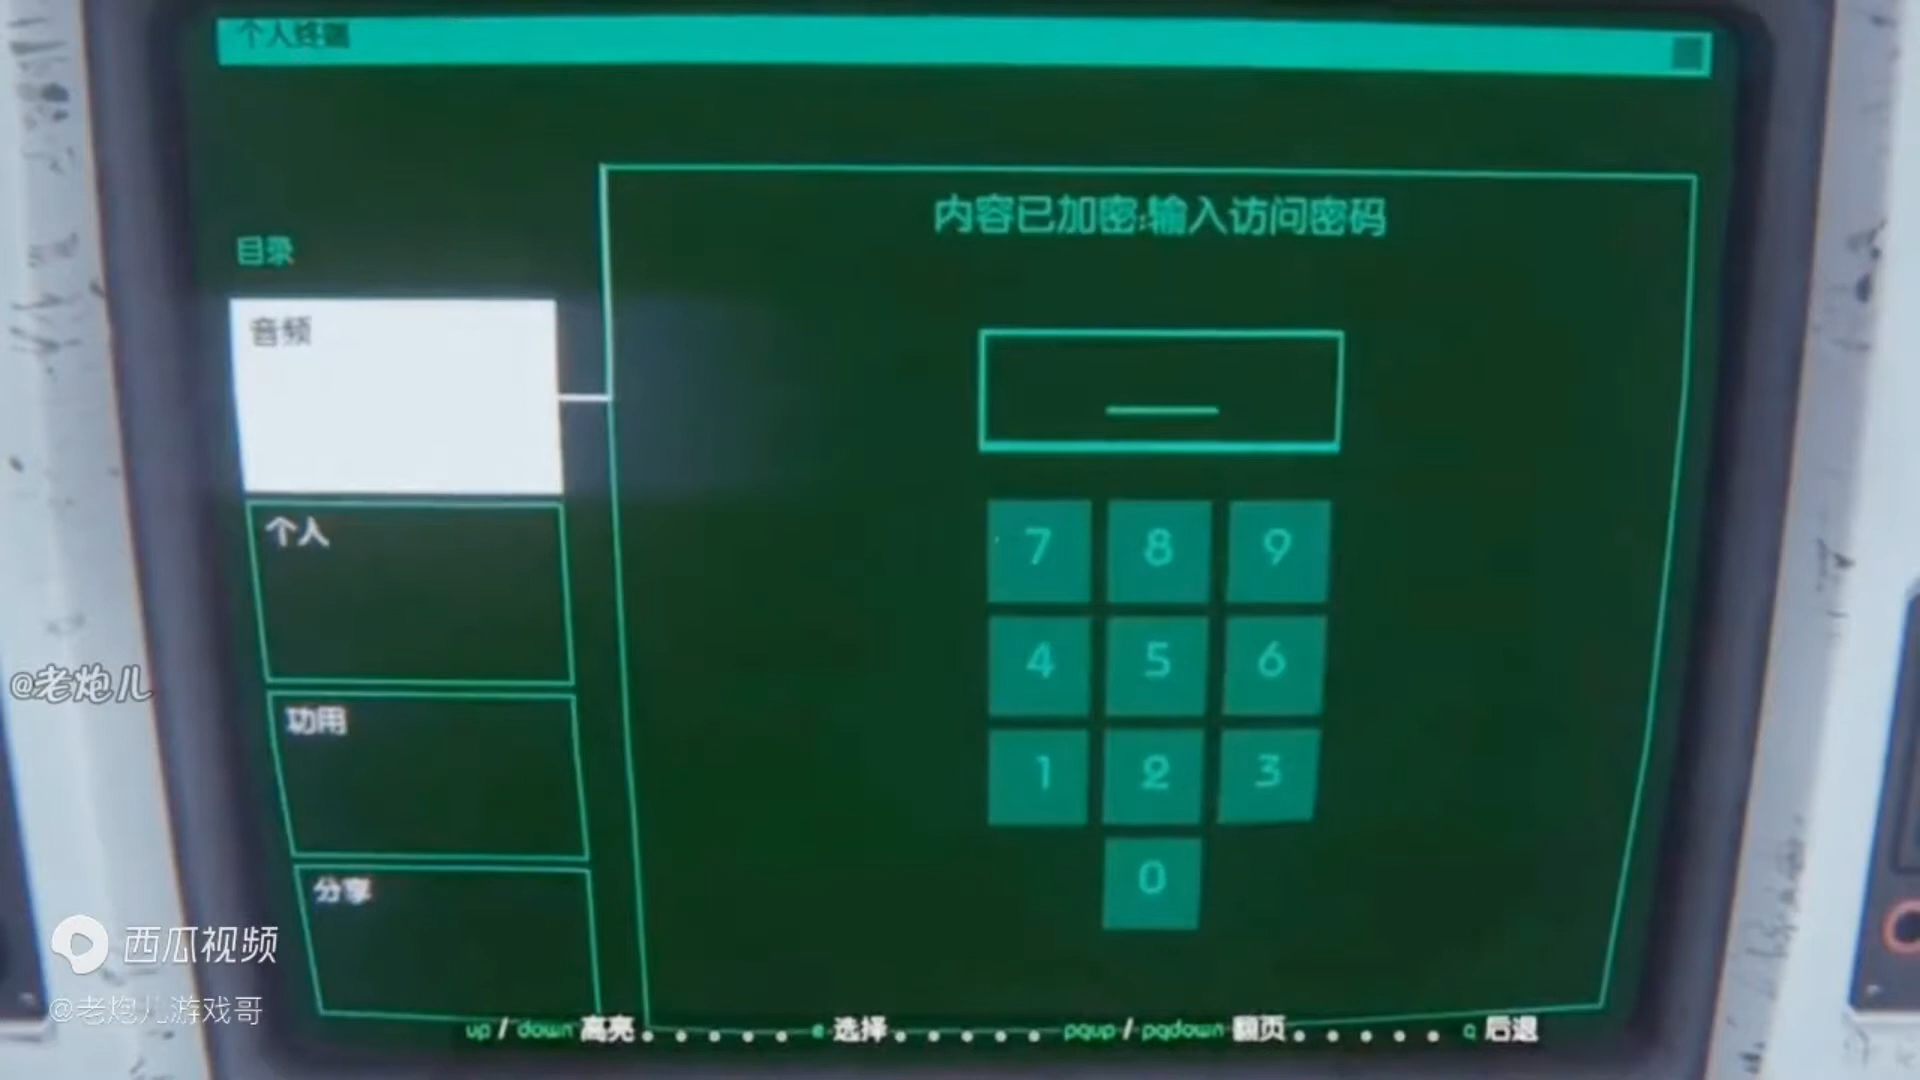 个人终端
内容已加密:输入访问密码
目录
音频
个人
功用
分享
7 8 9
4 5 6
1 2 3
0
up / down 高亮 . . . . . e 选择 . . . . . pgup / pgdown 翻页 . . . . . q 后退
@老炮儿
西瓜视频
@老炮儿游戏哥